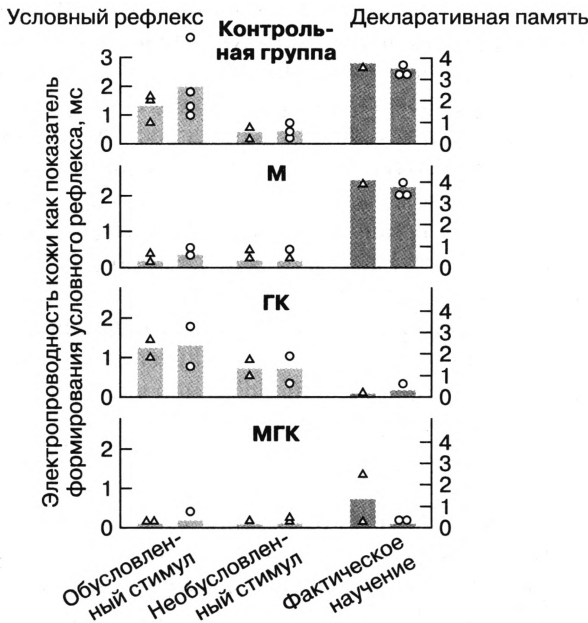 Условный рефлекс
Декларативная память
Контроль-
ная группа
Электропроводность кожи как показатель
формирования условного рефлекса, мс
3
2
1
0
4
3
2
1
0
М
2
1
0
4
3
2
1
0
ГК
2
1
0
4
3
2
1
0
МГК
2
1
0
4
3
2
1
0
Обусловлен-
ный стимул
Необусловлен-
ный стимул
Фактическое
научение